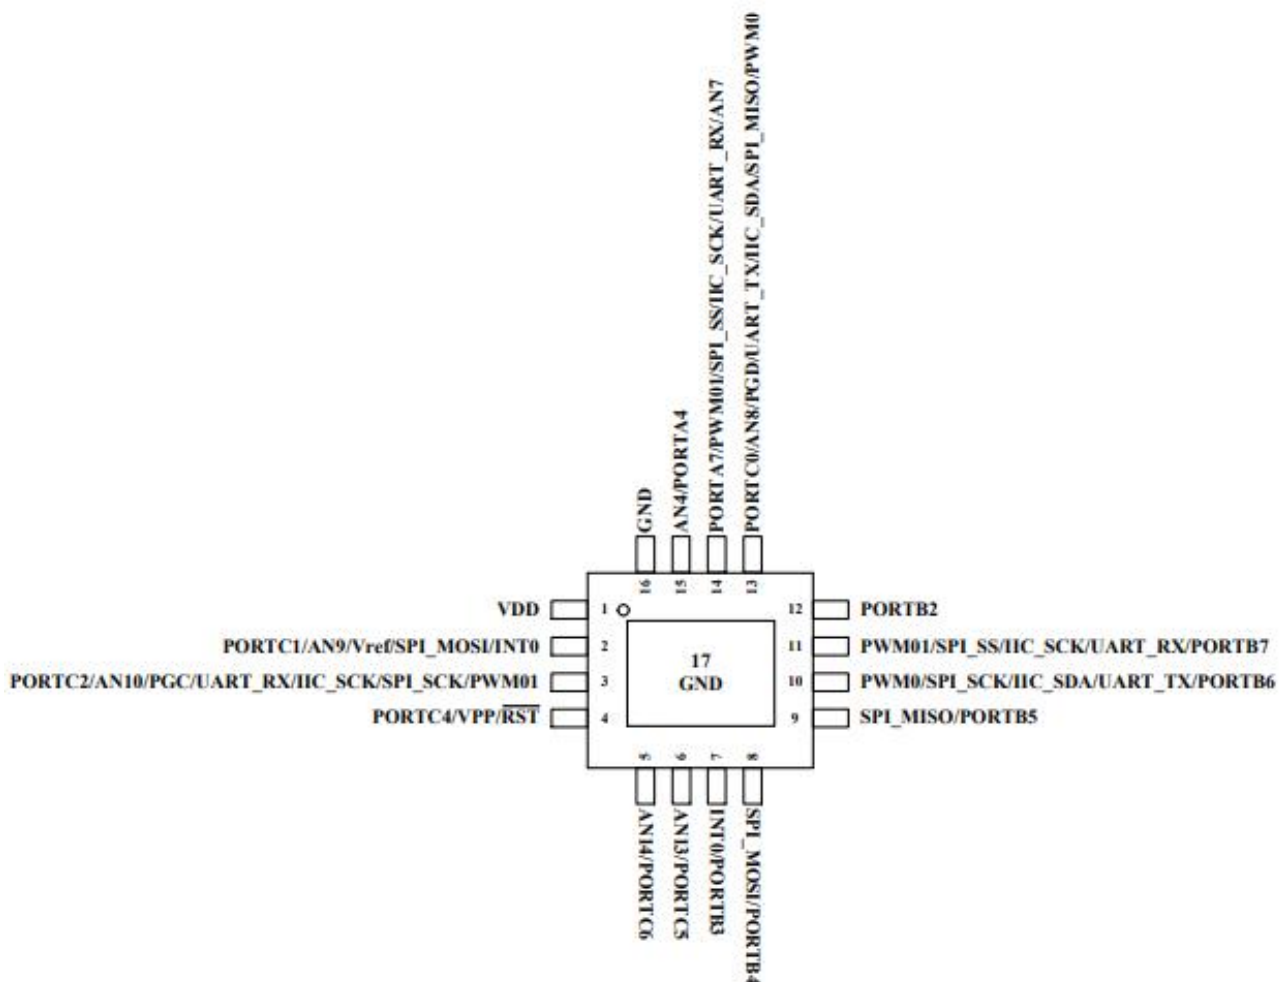 PORTC0/AN8/PGD/UART_TX/IIC_SDA/SPI_MISO/PWM0
PORTA7/PWM01/SPI_SS/IIC_SCK/UART_RX/AN7
AN4/PORTA4
GND
16
15
14
13
VDD
1
12
PORTB2
PORTC1/AN9/Vref/SPI_MOSI/INT0
2
11
PWM01/SPI_SS/IIC_SCK/UART_RX/PORTB7
17
GND
PORTC2/AN10/PGC/UART_RX/IIC_SCK/SPI_SCK/PWM01
3
10
PWM0/SPI_SCK/IIC_SDA/UART_TX/PORTB6
PORTC4/VPP/RST
4
9
SPI_MISO/PORTB5
5
6
7
8
AN14/PORTC6
AN13/PORTC5
INT0/PORTB3
SPI_MOSI/PORTB4